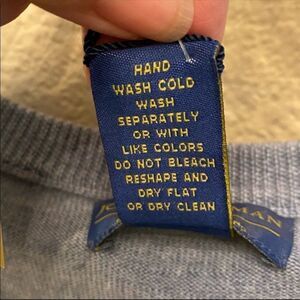 HAND
WASH COLD
WASH
SEPARATELY
OR WITH
LIKE COLORS
DO NOT BLEACH
RESHAPE AND
DRY FLAT
OR DRY CLEAN
MAN